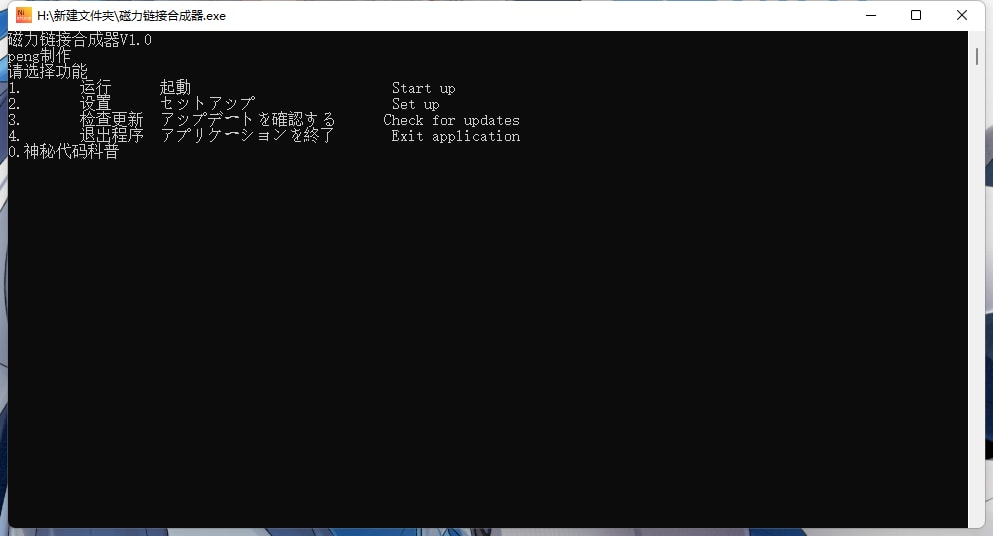 H:\新建文件夹\磁力链接合成器.exe
磁力链接合成器V1.0
peng制作
请选择功能
1. 运行 起動 Start up
2. 设置 セットアップ Set up
3. 检查更新 アップデートを確認する Check for updates
4. 退出程序 アプリケーションを終了 Exit application
0.神秘代码科普